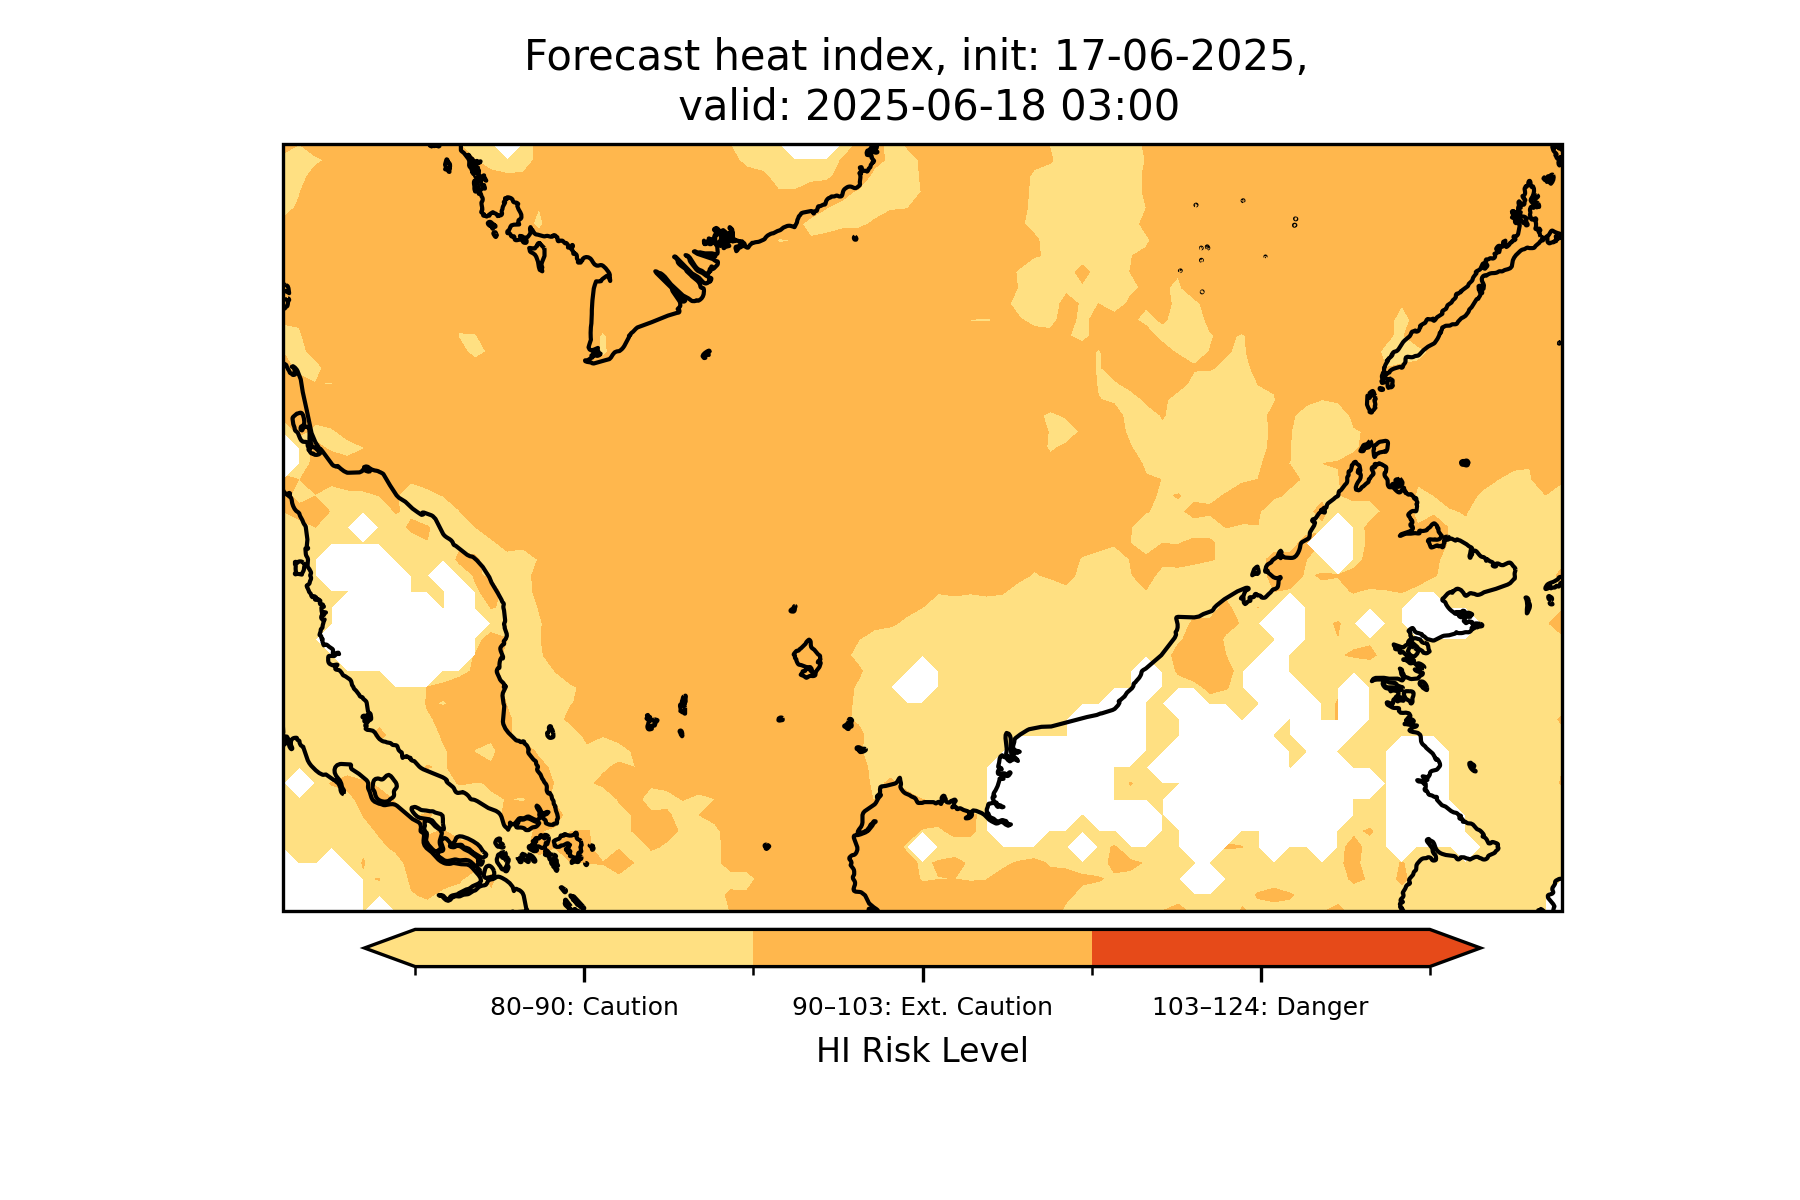 Forecast heat index, init: 17-06-2025,
valid: 2025-06-18 03:00
80–90: Caution
90–103: Ext. Caution
103–124: Danger
HI Risk Level